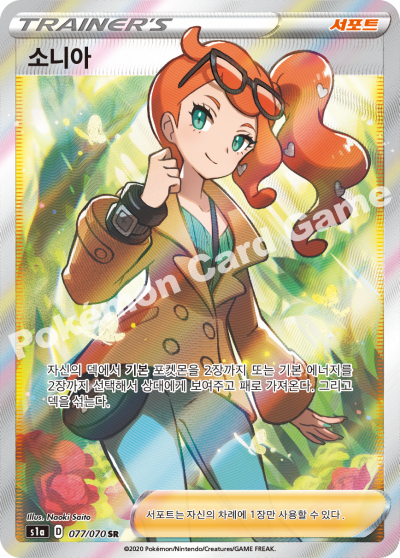 TRAINER'S
서포트
소니아
Pokémon Card Game
자신의 덱에서 기본 포켓몬을 2장까지 또는 기본 에너지를
2장까지 선택해서 상대에게 보여주고 패로 가져온다. 그리고
덱을 섞는다.
Illus. Naoki Saito
s1a D 077/070 SR
서포트는 자신의 차례에 1장만 사용할 수 있다.
©2020 Pokémon/Nintendo/Creatures/GAME FREAK.